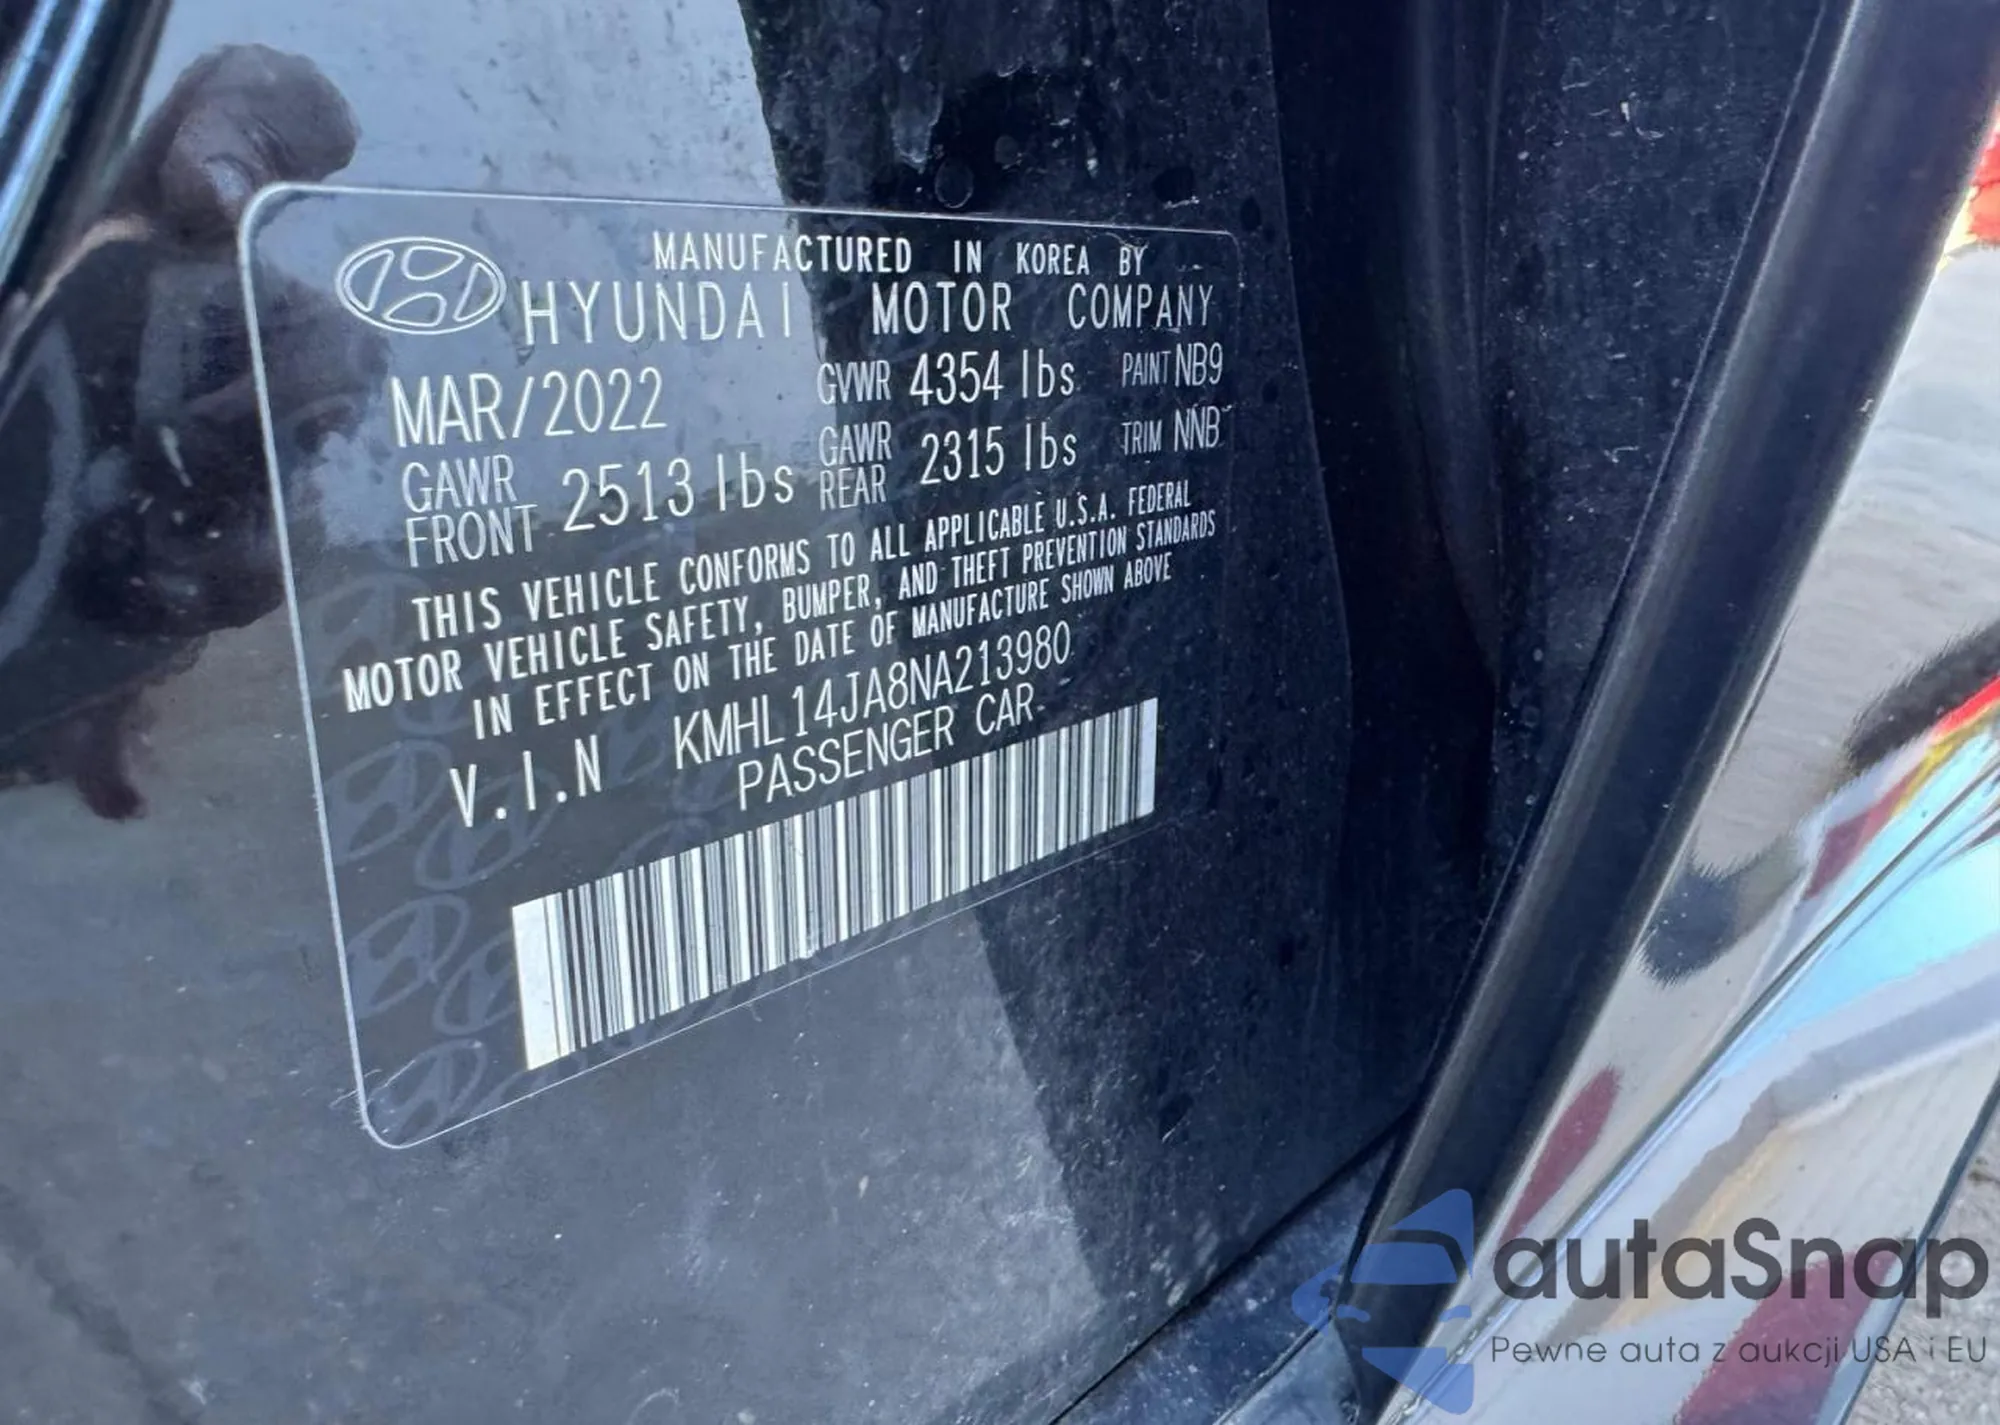 MANUFACTURED IN KOREA BY
HYUNDAI MOTOR COMPANY
MAR/2022 GVWR 4354 lbs PAINT NB9
GAWR FRONT 2513 lbs GAWR REAR 2315 lbs TRIM NNB
THIS VEHICLE CONFORMS TO ALL APPLICABLE U.S.A. FEDERAL
MOTOR VEHICLE SAFETY, BUMPER, AND THEFT PREVENTION STANDARDS
IN EFFECT ON THE DATE OF MANUFACTURE SHOWN ABOVE
V.I.N KMHL14JA8NA213980
PASSENGER CAR
autaSnap
Pewne auta z aukcji USA i EU